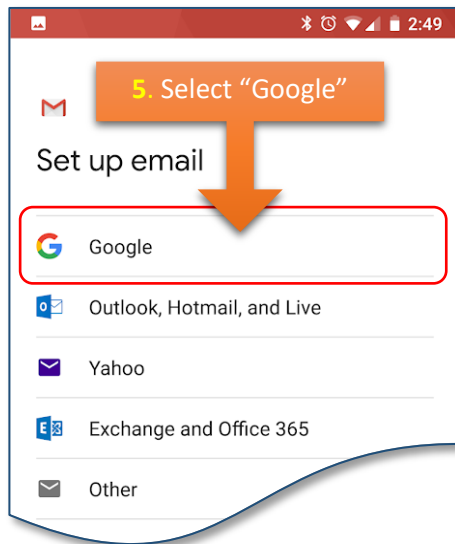 2:49
5. Select “Google”
Set up email
Google
Outlook, Hotmail, and Live
Yahoo
Exchange and Office 365
Other